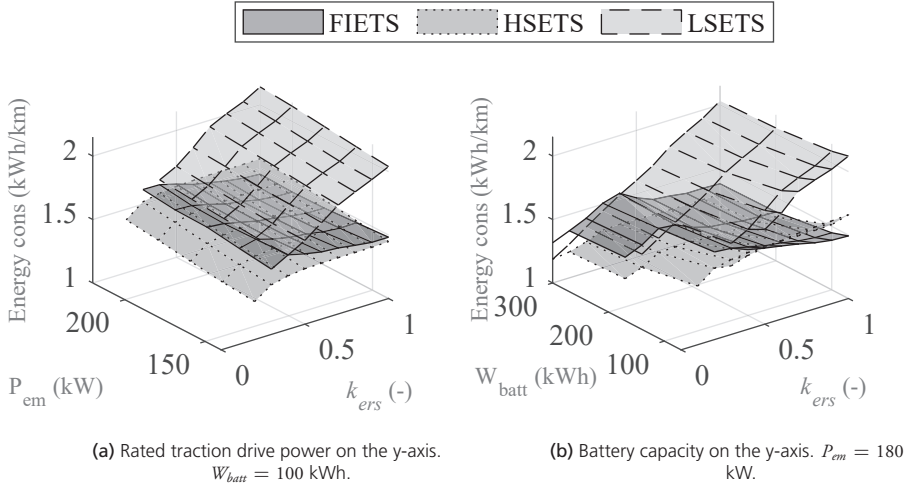 FIETS HSETS LSETS
Energy cons (kWh/km)
2
1.5
1
200
150
P_em (kW)
0
0.5
1
k_ers (-)
Energy cons (kWh/km)
2
1.5
1
300
200
100
W_batt (kWh)
0
0.5
1
k_ers (-)
(a) Rated traction drive power on the y-axis.
W_batt = 100 kWh.
(b) Battery capacity on the y-axis. P_em = 180
kW.